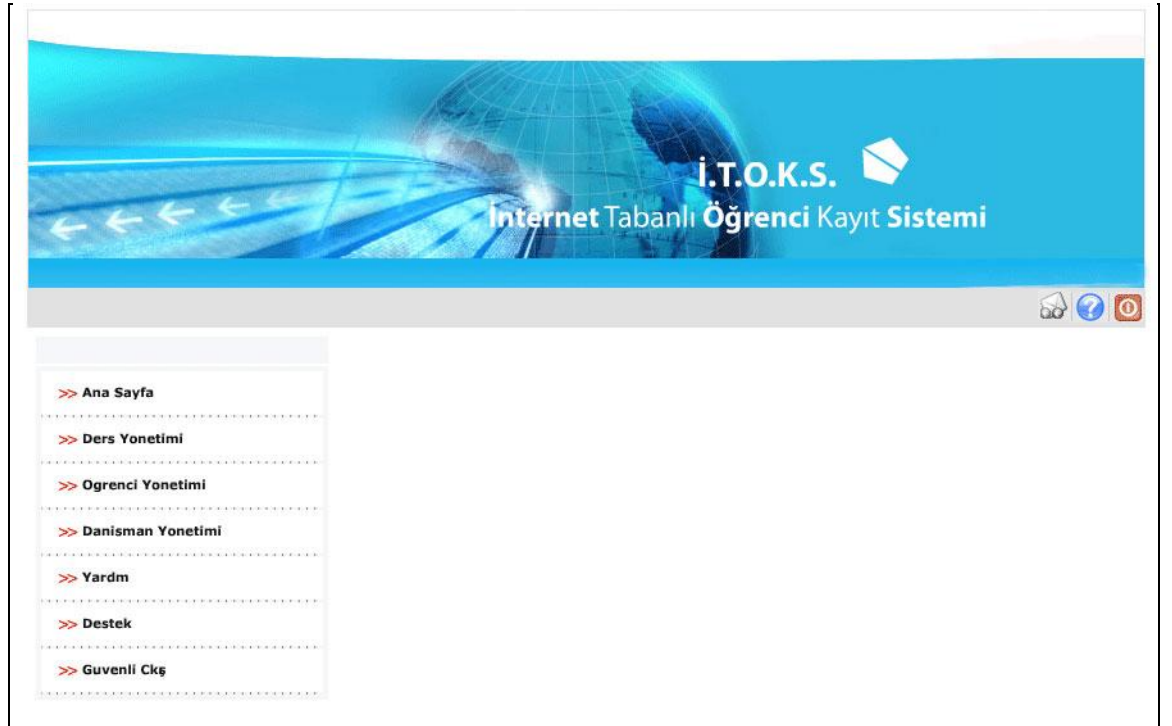 İ.T.O.K.S.
İnternet Tabanlı Öğrenci Kayıt Sistemi
>> Ana Sayfa
>> Ders Yonetimi
>> Ogrenci Yonetimi
>> Danisman Yonetimi
>> Yardm
>> Destek
>> Guvenli Ckş